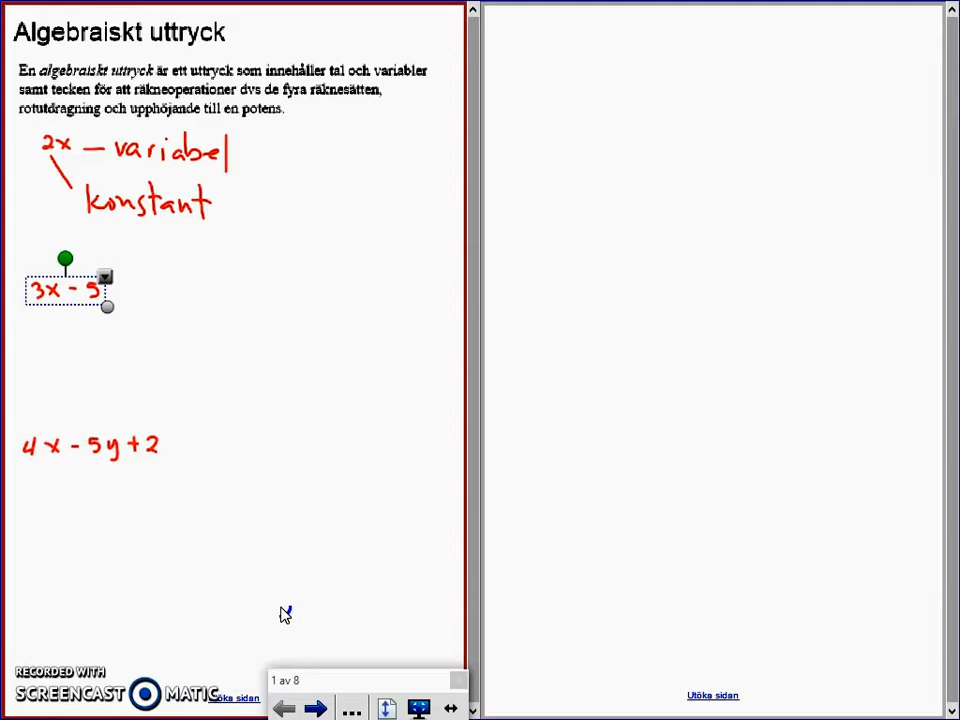 Algebraiskt uttryck
En algebraiskt uttryck är ett uttryck som innehåller tal och variabler
samt tecken för att räkneoperationer dvs de fyra räknesätten,
rotutdragning och upphöjande till en potens.
2x – variabel
konstant
3x - 5
4x - 5y + 2
RECORDED WITH
SCREENCAST MATIC
töka sidan
1 av 8
...
Utöka sidan